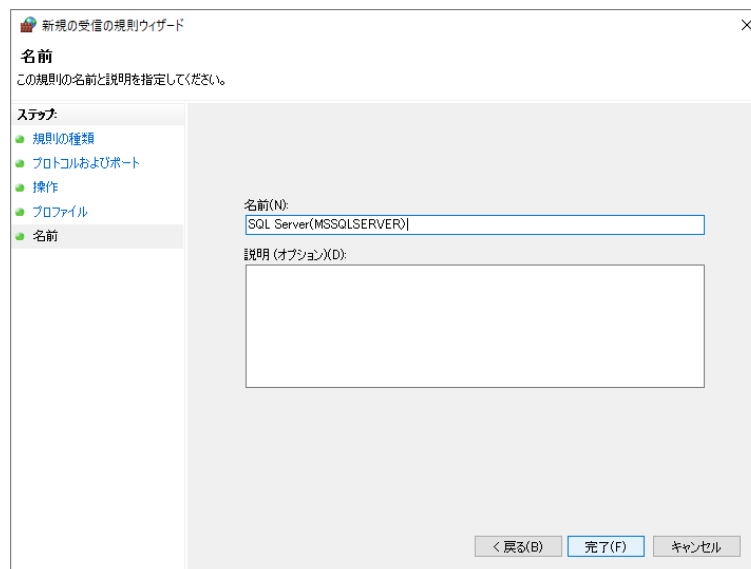 新規の受信の規則ウィザード
名前
この規則の名前と説明を指定してください。
ステップ:
規則の種類
プロトコルおよびポート
操作
プロファイル
名前
名前(N):
SQL Server(MSSQLSERVER)
説明 (オプション)(D):
< 戻る(B)
完了(F)
キャンセル